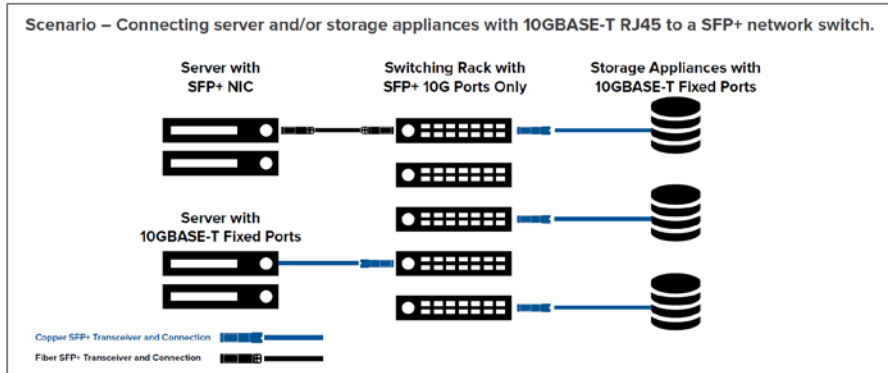 Scenario – Connecting server and/or storage appliances with 10GBASE-T RJ45 to a SFP+ network switch.
Server with
SFP+ NIC
Switching Rack with
SFP+ 10G Ports Only
Storage Appliances with
10GBASE-T Fixed Ports
Server with
10GBASE-T Fixed Ports
Copper SFP+ Transceiver and Connection
Fiber SFP+ Transceiver and Connection